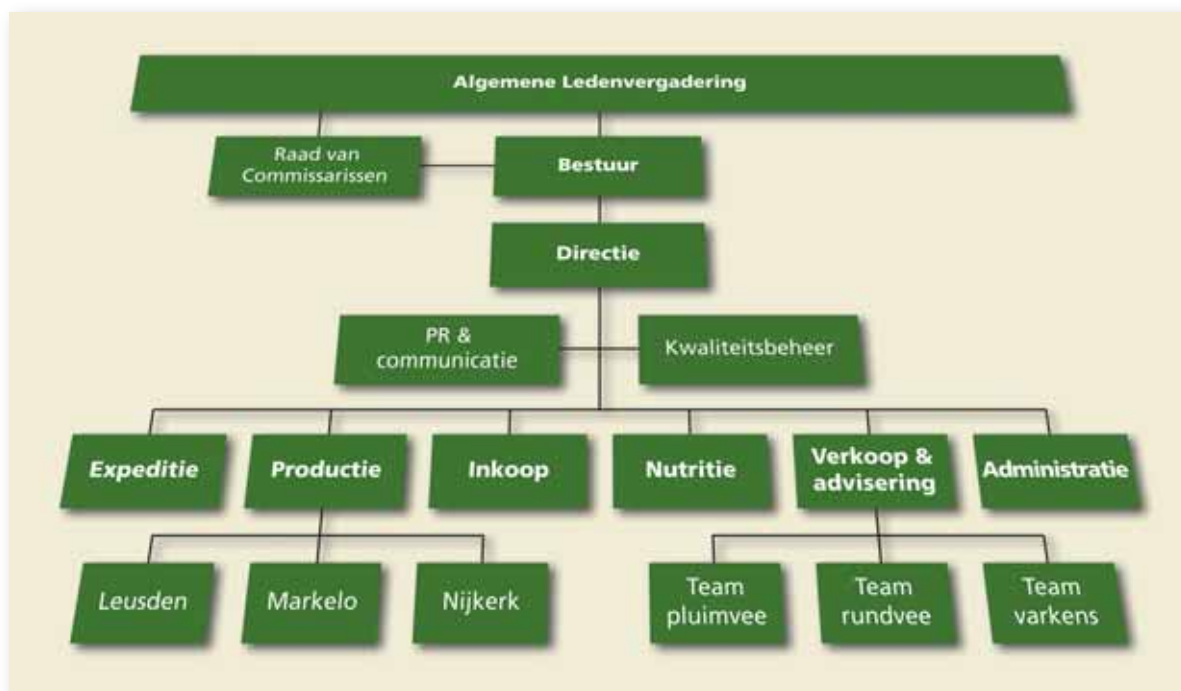 Algemene Ledenvergadering
Raad van
Commissarissen
Bestuur
Directie
PR &
communicatie
Kwaliteitsbeheer
Expeditie
Productie
Inkoop
Nutritie
Verkoop &
advisering
Administratie
Leusden
Markelo
Nijkerk
Team
pluimvee
Team
rundvee
Team
varkens